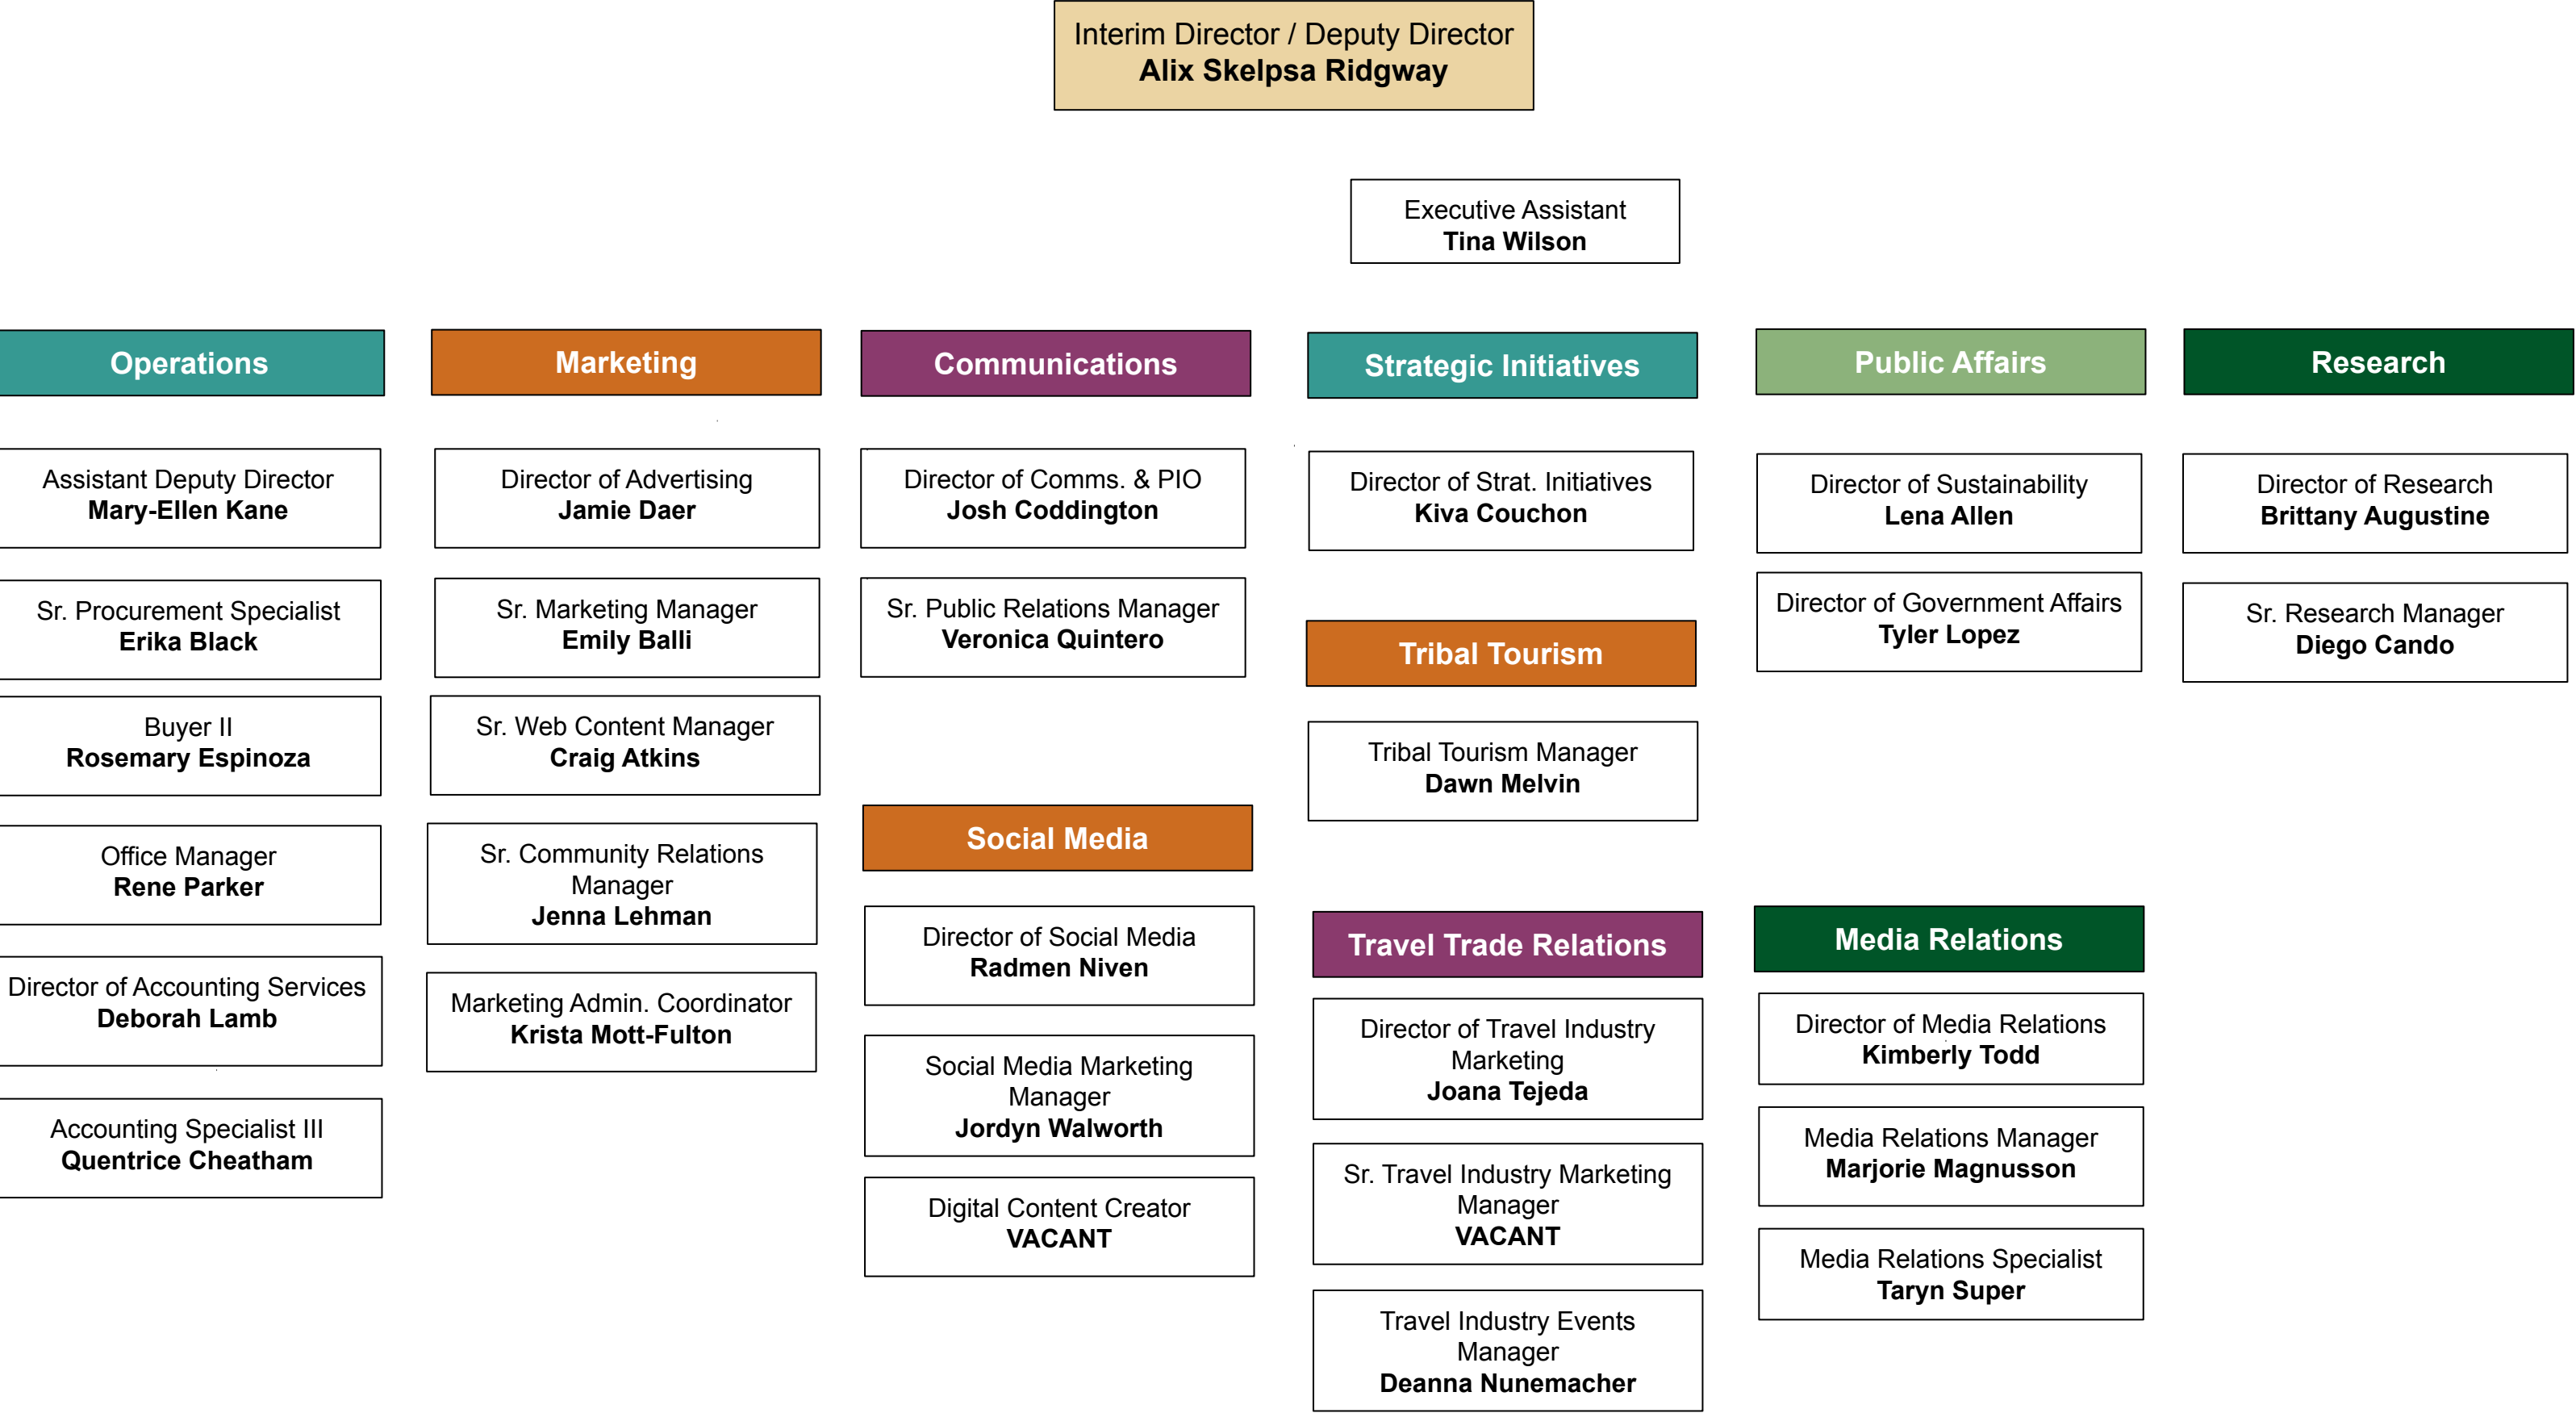 Interim Director / Deputy Director
Alix Skelpsa Ridgway
Executive Assistant
Tina Wilson
Operations
Assistant Deputy Director
Mary-Ellen Kane
Sr. Procurement Specialist
Erika Black
Buyer II
Rosemary Espinoza
Office Manager
Rene Parker
Director of Accounting Services
Deborah Lamb
Accounting Specialist III
Quentrice Cheatham
Marketing
Director of Advertising
Jamie Daer
Sr. Marketing Manager
Emily Balli
Sr. Web Content Manager
Craig Atkins
Sr. Community Relations
Manager
Jenna Lehman
Marketing Admin. Coordinator
Krista Mott-Fulton
Communications
Director of Comms. & PIO
Josh Coddington
Sr. Public Relations Manager
Veronica Quintero
Social Media
Director of Social Media
Radmen Niven
Social Media Marketing
Manager
Jordyn Walworth
Digital Content Creator
VACANT
Strategic Initiatives
Director of Strat. Initiatives
Kiva Couchon
Tribal Tourism
Tribal Tourism Manager
Dawn Melvin
Travel Trade Relations
Director of Travel Industry
Marketing
Joana Tejeda
Sr. Travel Industry Marketing
Manager
VACANT
Travel Industry Events
Manager
Deanna Nunemacher
Public Affairs
Director of Sustainability
Lena Allen
Director of Government Affairs
Tyler Lopez
Media Relations
Director of Media Relations
Kimberly Todd
Media Relations Manager
Marjorie Magnusson
Media Relations Specialist
Taryn Super
Research
Director of Research
Brittany Augustine
Sr. Research Manager
Diego Cando